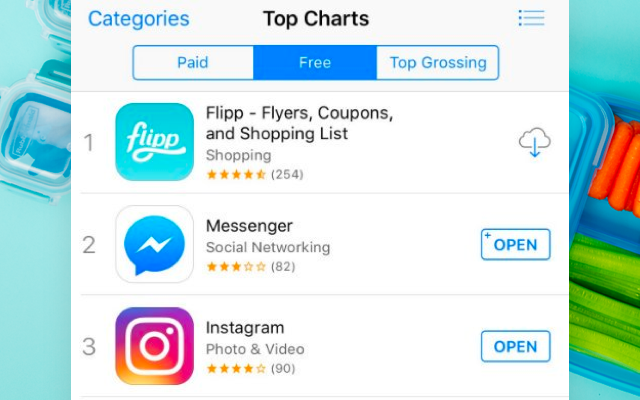 Categories
Top Charts
Paid
Free
Top Grossing
1
flipp
Flipp - Flyers, Coupons,
and Shopping List
Shopping
(254)
2
Messenger
Social Networking
(82)
+ OPEN
3
Instagram
Photo & Video
(90)
OPEN